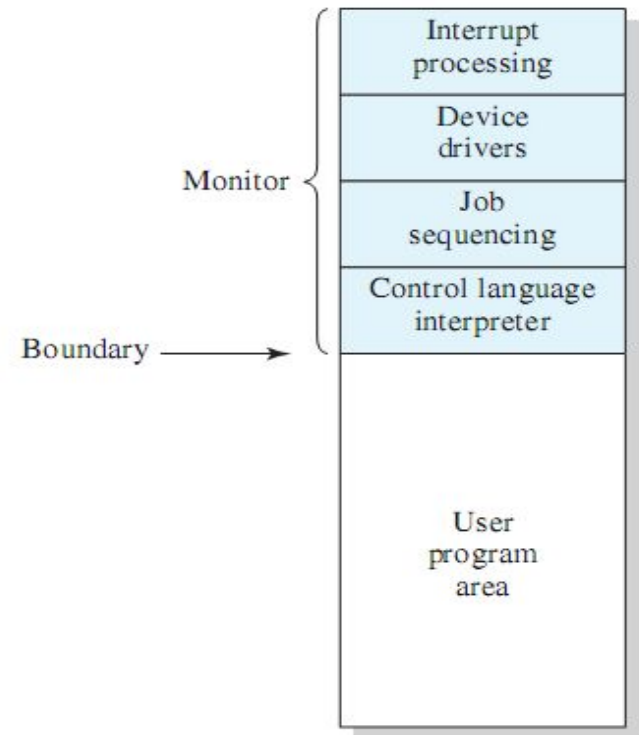 Interrupt
processing
Device
drivers
Monitor
Job
sequencing
Control language
interpreter
Boundary
User
program
area